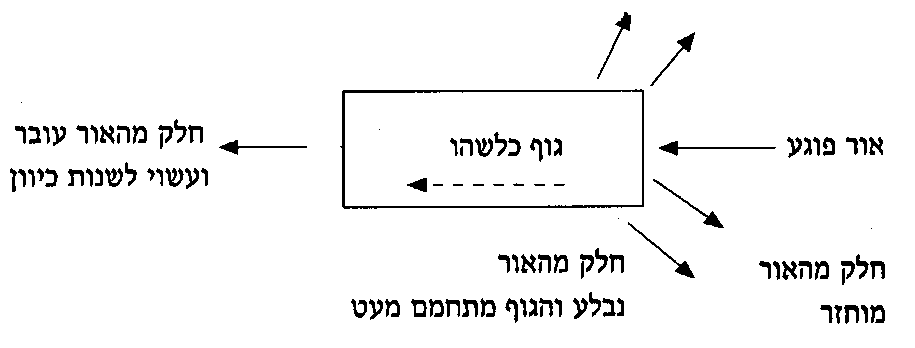 אור פוגע
גוף כלשהו
חלק מהאור עובר
ועשוי לשנות כיוון
חלק מהאור
מוחזר
חלק מהאור
נבלע והגוף מתחמם מעט